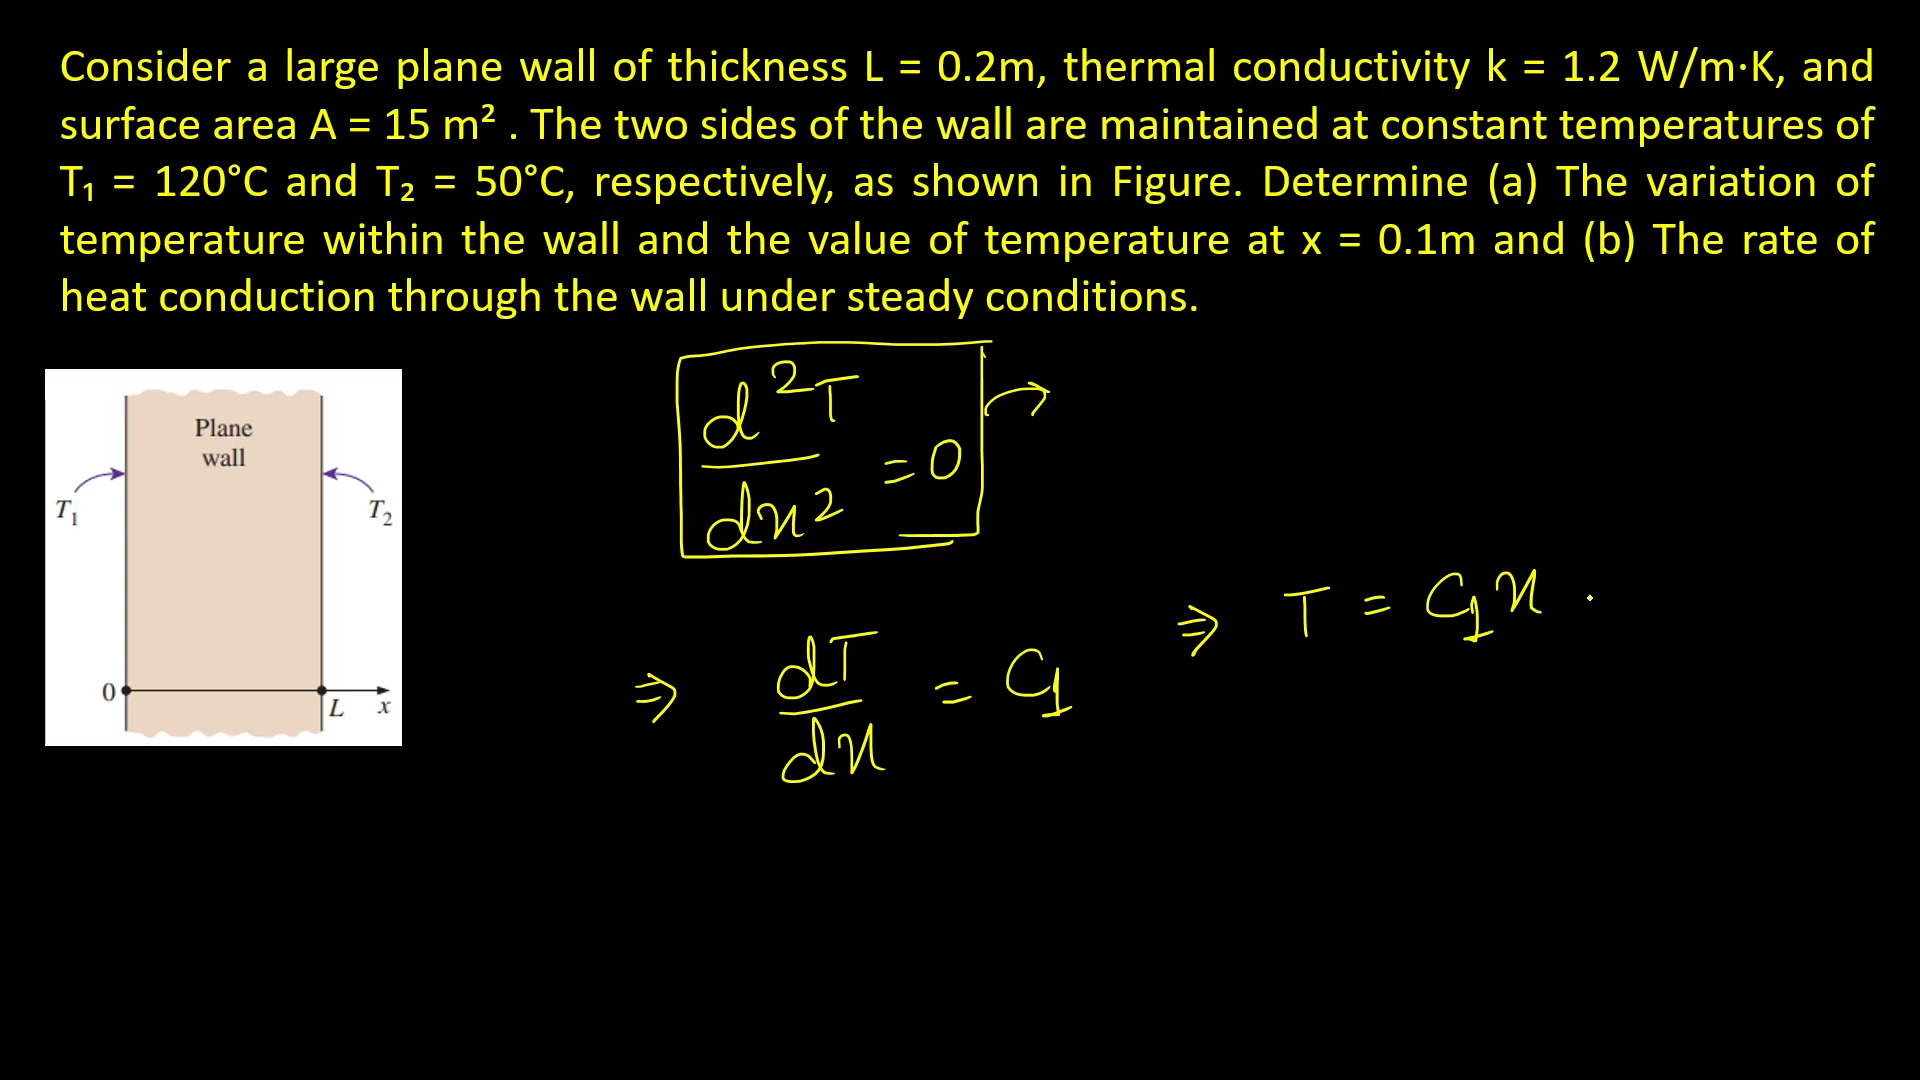 Consider a large plane wall of thickness L = 0.2m, thermal conductivity k = 1.2 W/m·K, and
surface area A = 15 m² . The two sides of the wall are maintained at constant temperatures of
T₁ = 120°C and T₂ = 50°C, respectively, as shown in Figure. Determine (a) The variation of
temperature within the wall and the value of temperature at x = 0.1m and (b) The rate of
heat conduction through the wall under steady conditions.
d²T/dx² = 0
Plane
wall
T₁
T₂
0
L
x
⇒ dT/dx = C₁
⇒ T = C₁x